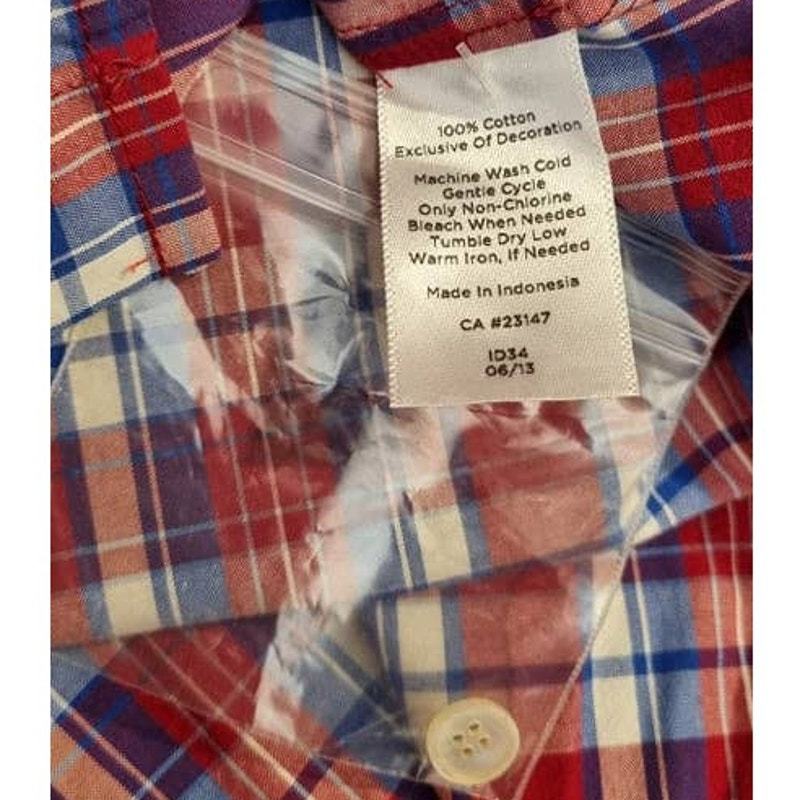 100% Cotton
Exclusive Of Decoration
Machine Wash Cold
Gentle Cycle
Only Non-Chlorine
Bleach When Needed
Tumble Dry Low
Warm Iron, If Needed
Made In Indonesia
CA #23147
ID34
06/13